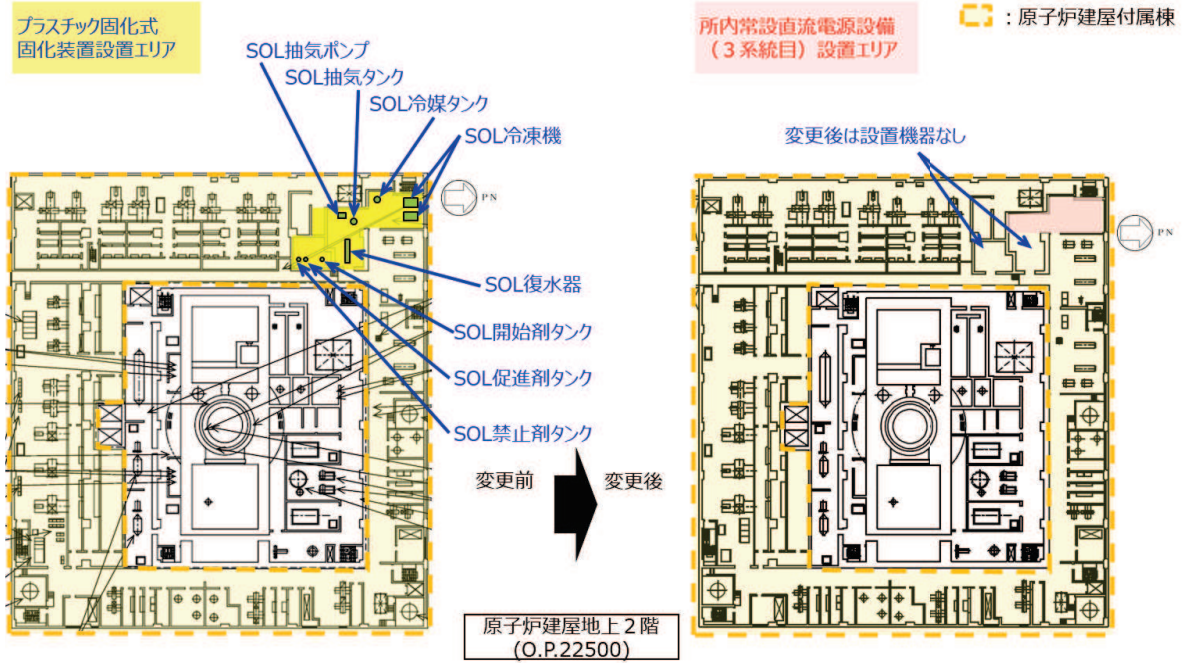 プラスチック固化式
固化装置設置エリア
所内常設直流電源設備
（３系統目）設置エリア
：原子炉建屋付属棟
SOL抽気ポンプ
SOL抽気タンク
SOL冷媒タンク
SOL冷凍機
変更後は設置機器なし
PN
PN
SOL復水器
SOL開始剤タンク
SOL促進剤タンク
SOL禁止剤タンク
変更前
変更後
原子炉建屋地上２階
(O.P.22500)